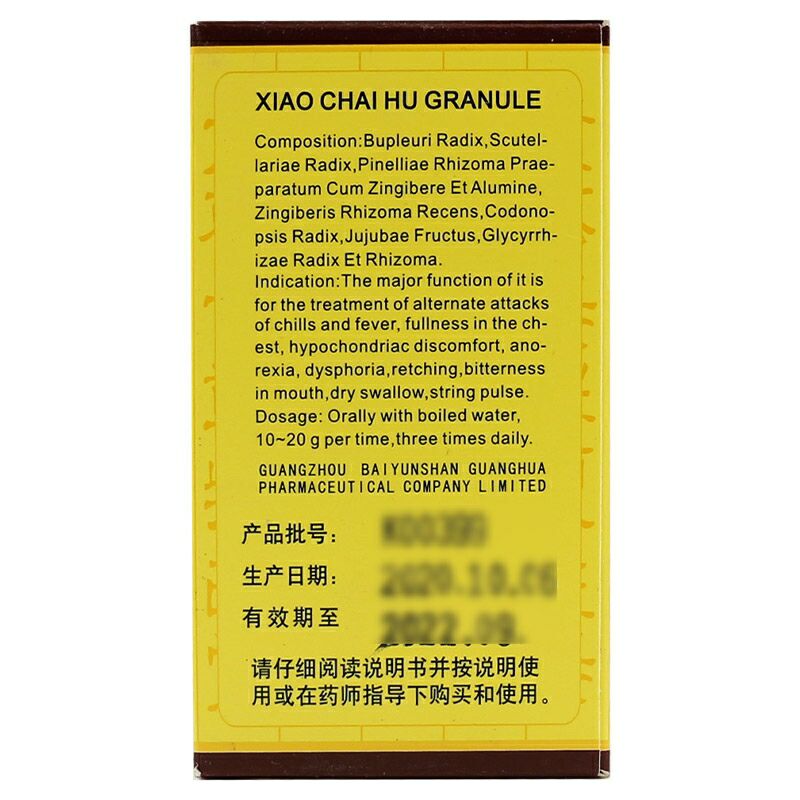 XIAO CHAI HU GRANULE
Composition:Bupleuri Radix,Scutel-
lariae Radix,Pinelliae Rhizoma Prae-
paratum Cum Zingibere Et Alumine,
Zingiberis Rhizoma Recens,Codono-
psis Radix,Jujubae Fructus,Glycyrrh-
izae Radix Et Rhizoma.
Indication:The major function of it is
for the treatment of alternate attacks
of chills and fever, fullness in the ch-
est, hypochondriac discomfort, ano-
rexia, dysphoria,retching,bitterness
in mouth,dry swallow,string pulse.
Dosage: Orally with boiled water,
10~20 g per time,three times daily.
GUANGZHOU BAIYUNSHAN GUANGHUA
PHARMACEUTICAL COMPANY LIMITED
产品批号:
生产日期: 2020.10.06
有效期至 2022.09.
请仔细阅读说明书并按说明使
用或在药师指导下购买和使用。